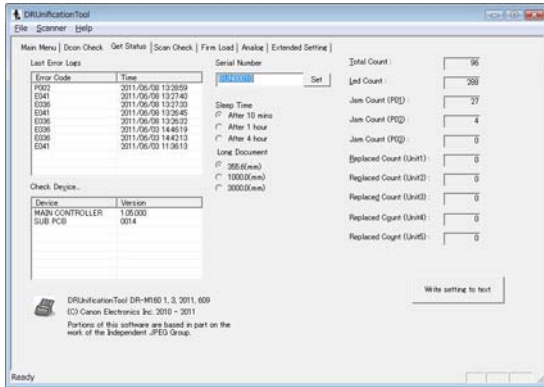 DRUnificationTool
File Scanner Help
Main Menu | Dcon Check Get Status | Scan Check | Firm Load | Analog | Extended Setting |
Last Error Logs
Error Code Time
P002 2011/06/08 13:28:59
E041 2011/06/08 13:27:40
E036 2011/06/08 13:27:33
E041 2011/06/08 13:26:45
E036 2011/06/08 13:26:32
E036 2011/06/03 14:46:19
E036 2011/06/03 14:42:13
E041 2011/06/03 11:36:13
Check Device...
Device Version
MAIN CONTROLLER 1.05.000
SUB PCB 0014
Serial Number
Set
Sleep Time
After 10 mins
After 1 hour
After 4 hour
Long Document
355.6(mm)
1000.0(mm)
3000.0(mm)
Total Count : 96
Led Count : 288
Jam Count (P01) : 27
Jam Count (P02) : 4
Jam Count (P03) : 0
Replaced Count (Unit1) : 0
Replaced Count (Unit2) : 0
Replaced Count (Unit3) : 0
Replaced Count (Unit4) : 0
Replaced Count (Unit5) : 0
Write setting to text
DRUnificationTool DR-M160 1, 3, 2011, 609
(C) Canon Electronics Inc. 2010 - 2011
Portions of this software are based in part on the
work of the Independent JPEG Group.
Ready